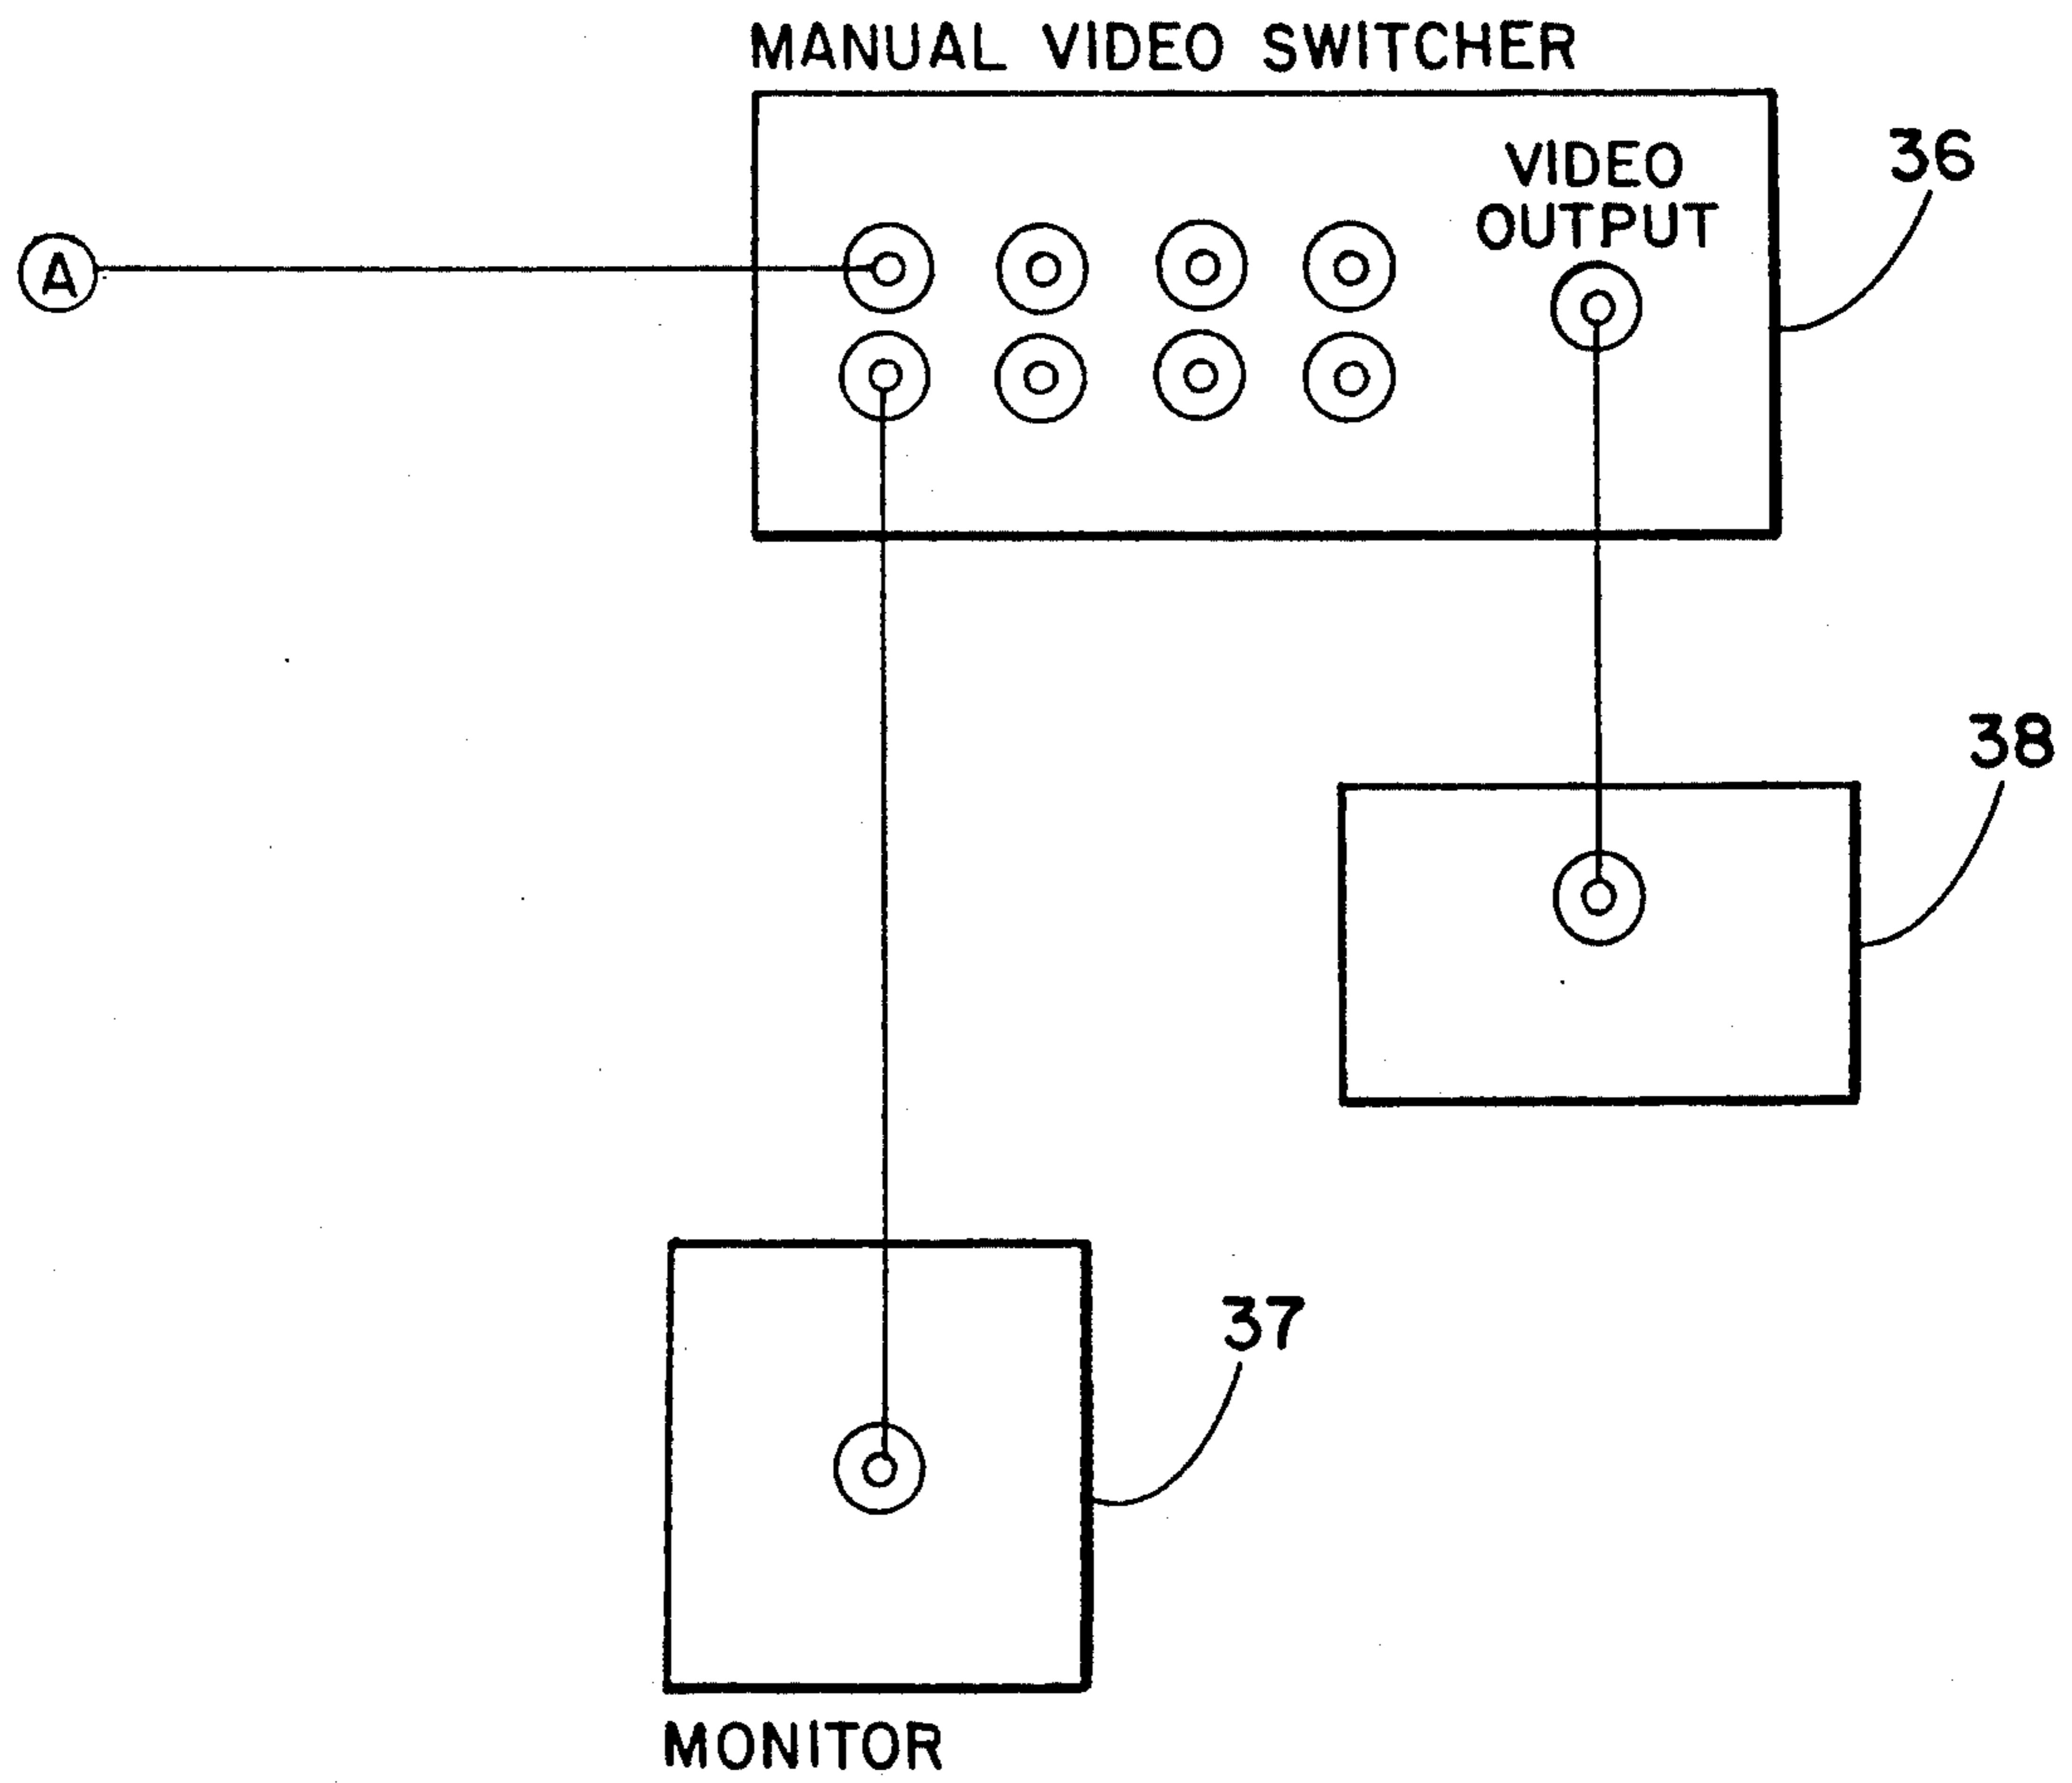 MANUAL VIDEO SWITCHER
36
VIDEO
OUTPUT
A
38
37
MONITOR